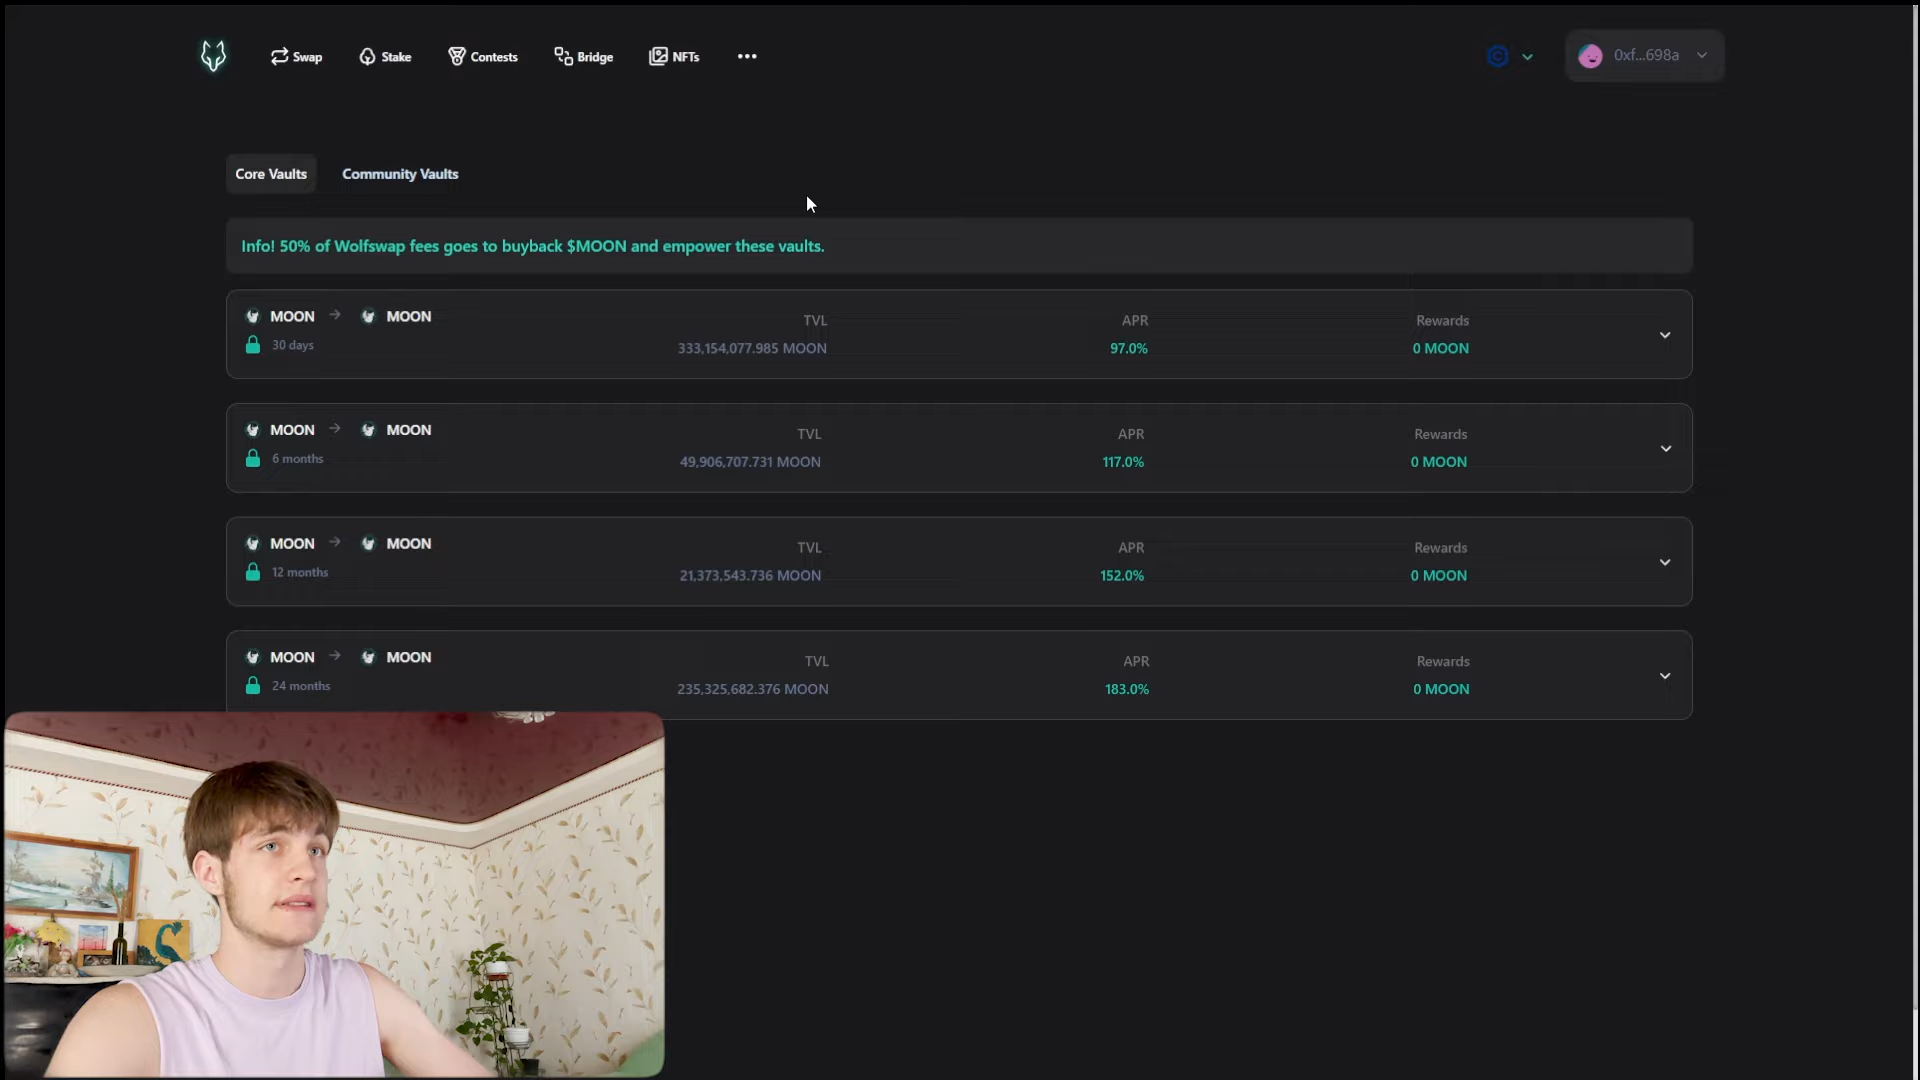 Swap Stake Contests Bridge NFTs 0xf...698a
Core Vaults Community Vaults
Info! 50% of Wolfswap fees goes to buyback $MOON and empower these vaults.
MOON → MOON TVL APR Rewards
30 days 333,154,077.985 MOON 97.0% 0 MOON
MOON → MOON TVL APR Rewards
6 months 49,906,707.731 MOON 117.0% 0 MOON
MOON → MOON TVL APR Rewards
12 months 21,373,543.736 MOON 152.0% 0 MOON
MOON → MOON TVL APR Rewards
24 months 235,325,682.376 MOON 183.0% 0 MOON